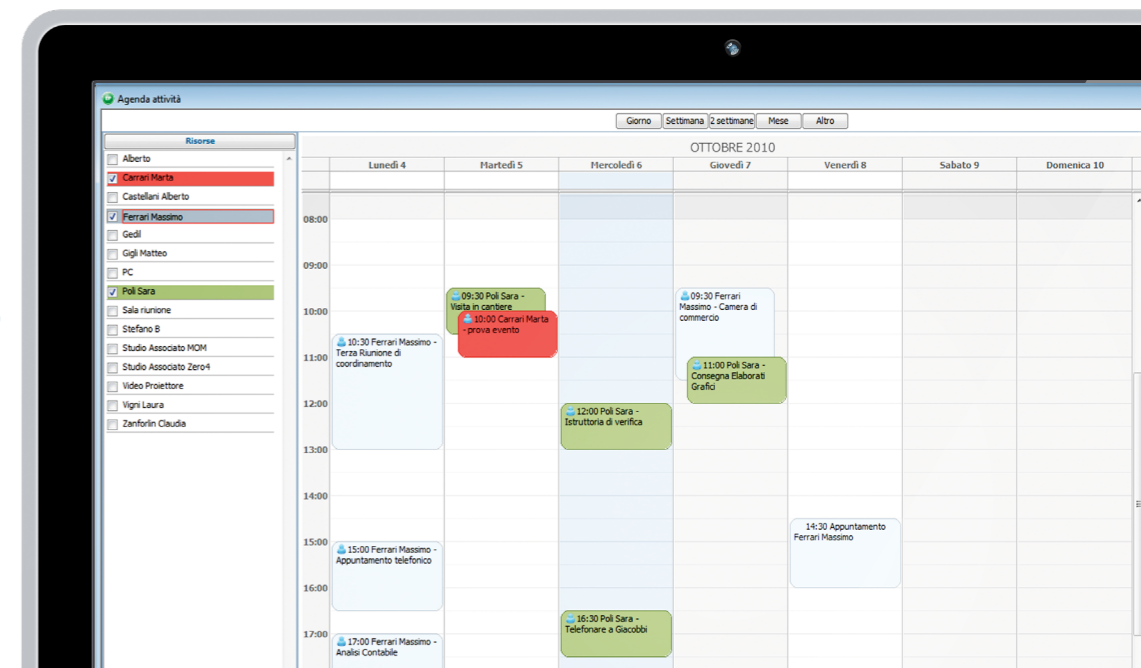 Agenda attività
Giorno Settimana 2 settimane Mese Altro
Risorse
Alberto
Carrari Marta
Castellani Alberto
Ferrari Massimo
Gedil
Gigli Matteo
PC
Poli Sara
Sala riunione
Stefano B
Studio Associato MOM
Studio Associato Zero4
Video Proiettore
Vigni Laura
Zanforlin Claudia
OTTOBRE 2010
Lunedì 4 Martedì 5 Mercoledì 6 Giovedì 7 Venerdì 8 Sabato 9 Domenica 10
08:00
09:00
10:00
11:00
12:00
13:00
14:00
15:00
16:00
17:00
10:30 Ferrari Massimo -
Terza Riunione di
coordinamento
15:00 Ferrari Massimo -
Appuntamento telefonico
17:00 Ferrari Massimo -
Analisi Contabile
09:30 Poli Sara -
Visita in cantiere
10:00 Carrari Marta
- prova evento
12:00 Poli Sara -
Istruttoria di verifica
16:30 Poli Sara -
Telefonare a Giacobbi
09:30 Ferrari
Massimo - Camera di
commercio
11:00 Poli Sara -
Consegna Elaborati
Grafici
14:30 Appuntamento
Ferrari Massimo